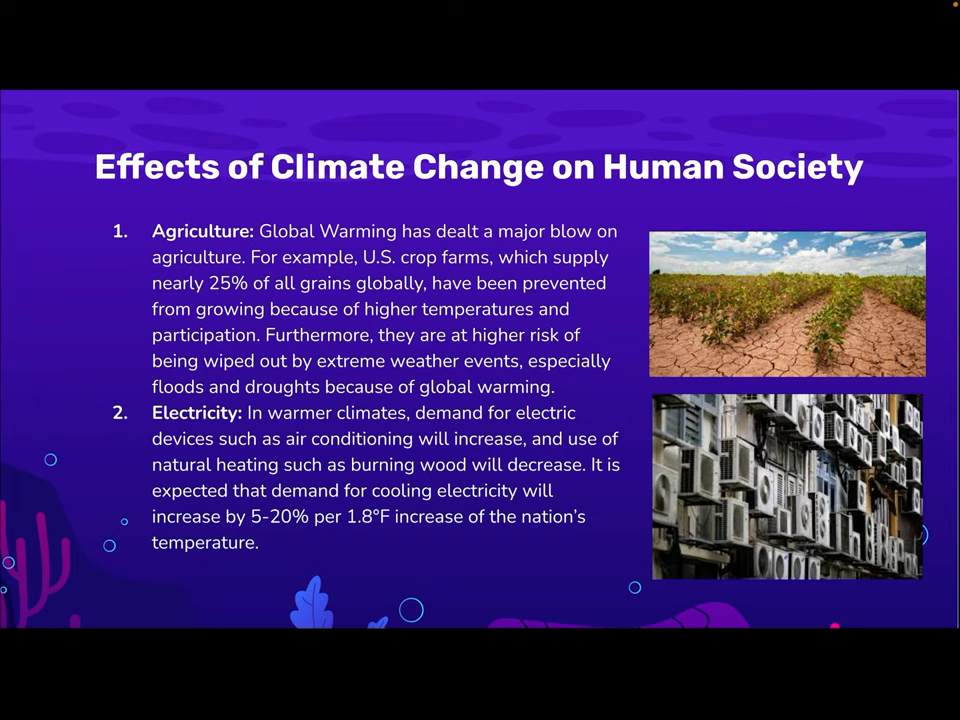 Effects of Climate Change on Human Society
1. Agriculture: Global Warming has dealt a major blow on
agriculture. For example, U.S. crop farms, which supply
nearly 25% of all grains globally, have been prevented
from growing because of higher temperatures and
participation. Furthermore, they are at higher risk of
being wiped out by extreme weather events, especially
floods and droughts because of global warming.
2. Electricity: In warmer climates, demand for electric
devices such as air conditioning will increase, and use of
natural heating such as burning wood will decrease. It is
expected that demand for cooling electricity will
increase by 5-20% per 1.8°F increase of the nation's
temperature.